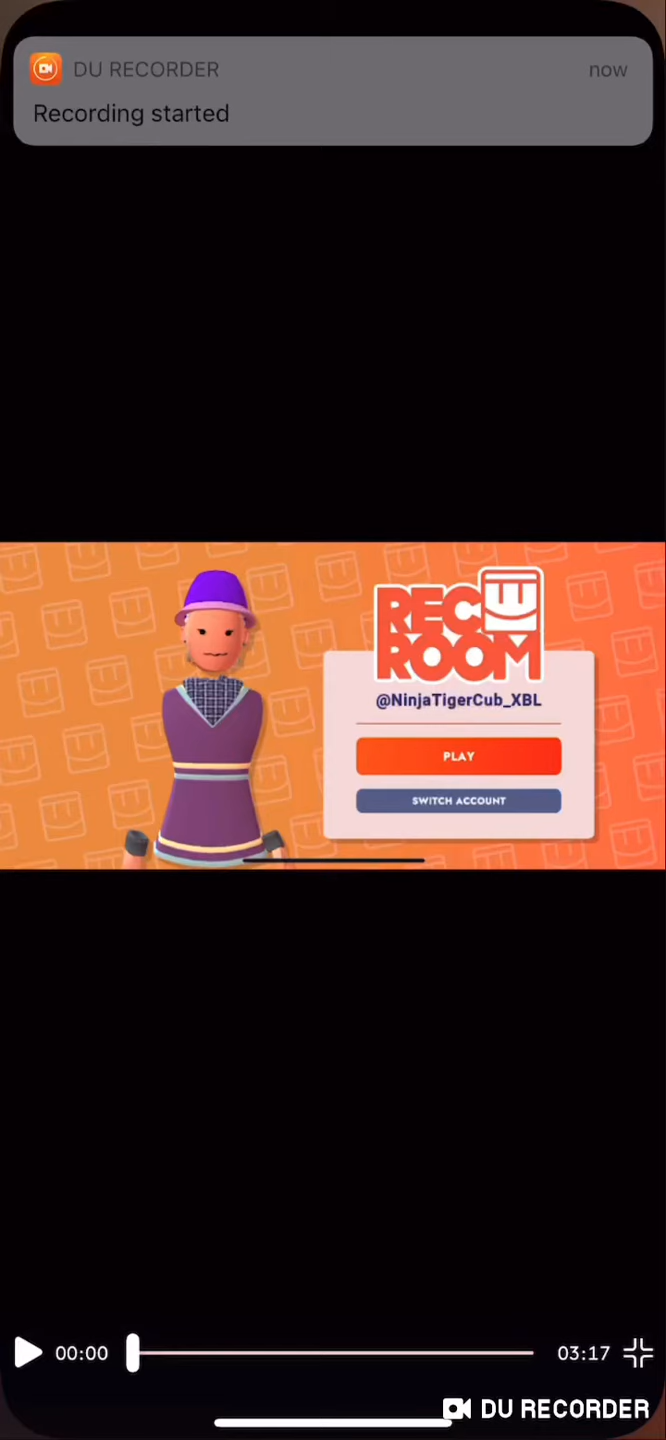 DU RECORDER
now
Recording started
REC
ROOM
@NinjaTigerCub_XBL
PLAY
SWITCH ACCOUNT
00:00
03:17
DU RECORDER